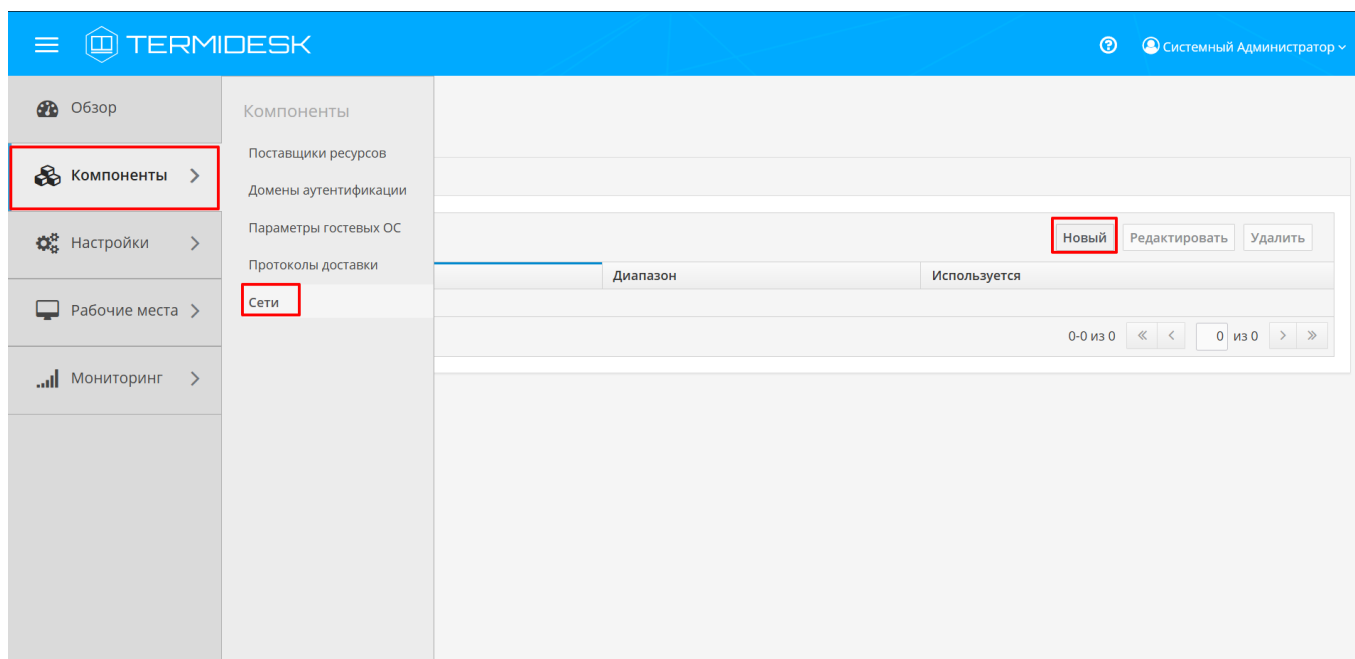 TERMIDESK
Системный Администратор
Обзор
Компоненты
Настройки
Рабочие места
Мониторинг
Компоненты
Поставщики ресурсов
Домены аутентификации
Параметры гостевых ОС
Протоколы доставки
Сети
Новый Редактировать Удалить
Диапазон Используется
0-0 из 0 0 из 0